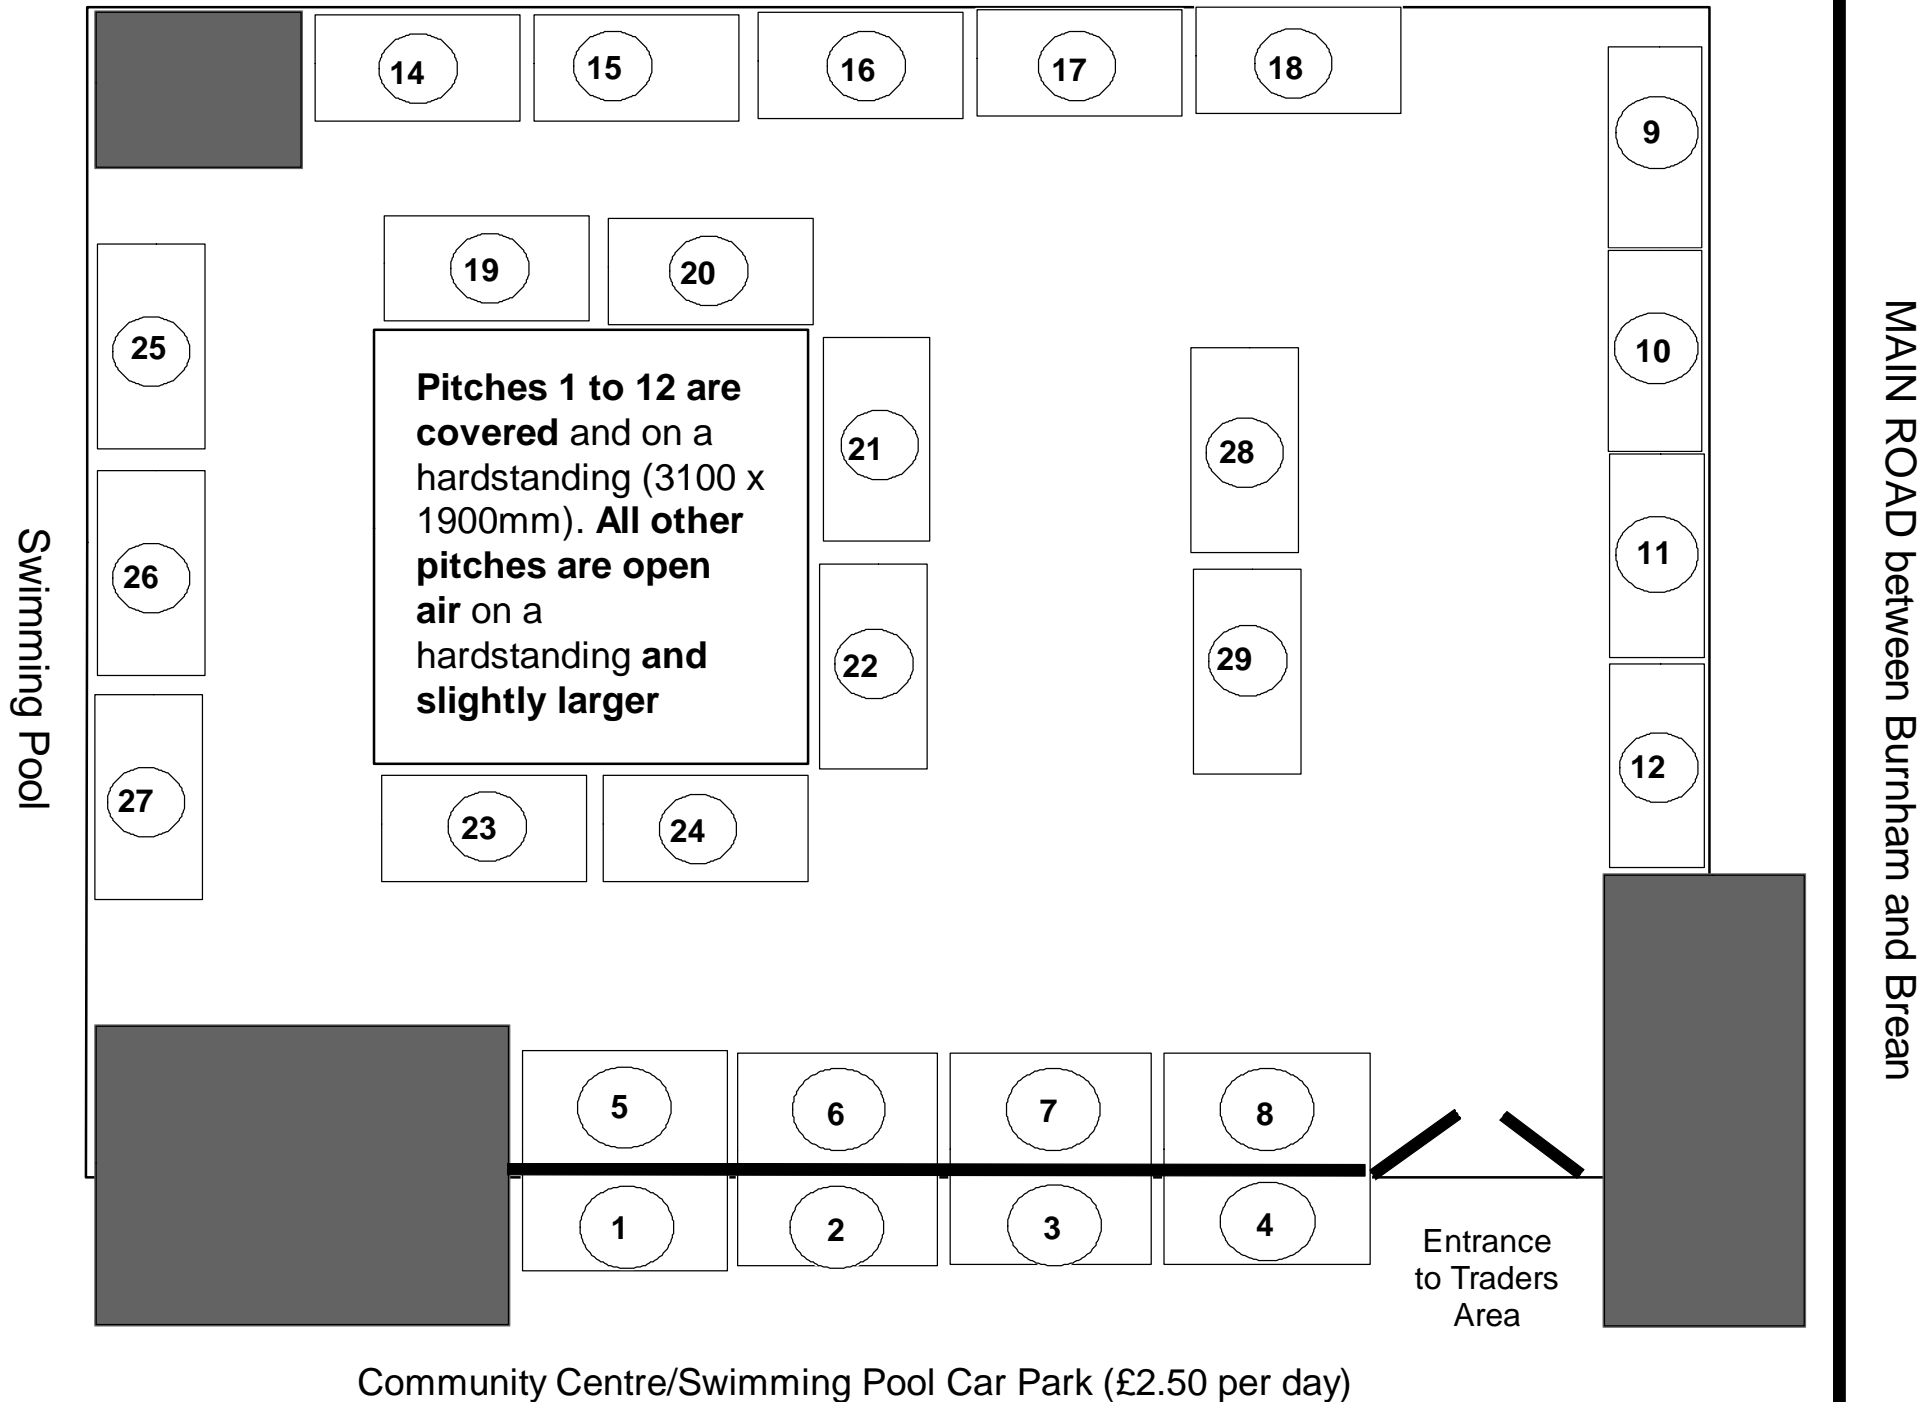 14
15
16
17
18
9
19
20
25
10
Pitches 1 to 12 are
covered and on a
hardstanding (3100 x
1900mm). All other
pitches are open
air on a
hardstanding and
slightly larger
21
28
26
11
22
29
27
12
23
24
5
6
7
8
1
2
3
4
Entrance
to Traders
Area
Swimming Pool
MAIN ROAD between Burnham and Brean
Community Centre/Swimming Pool Car Park (£2.50 per day)